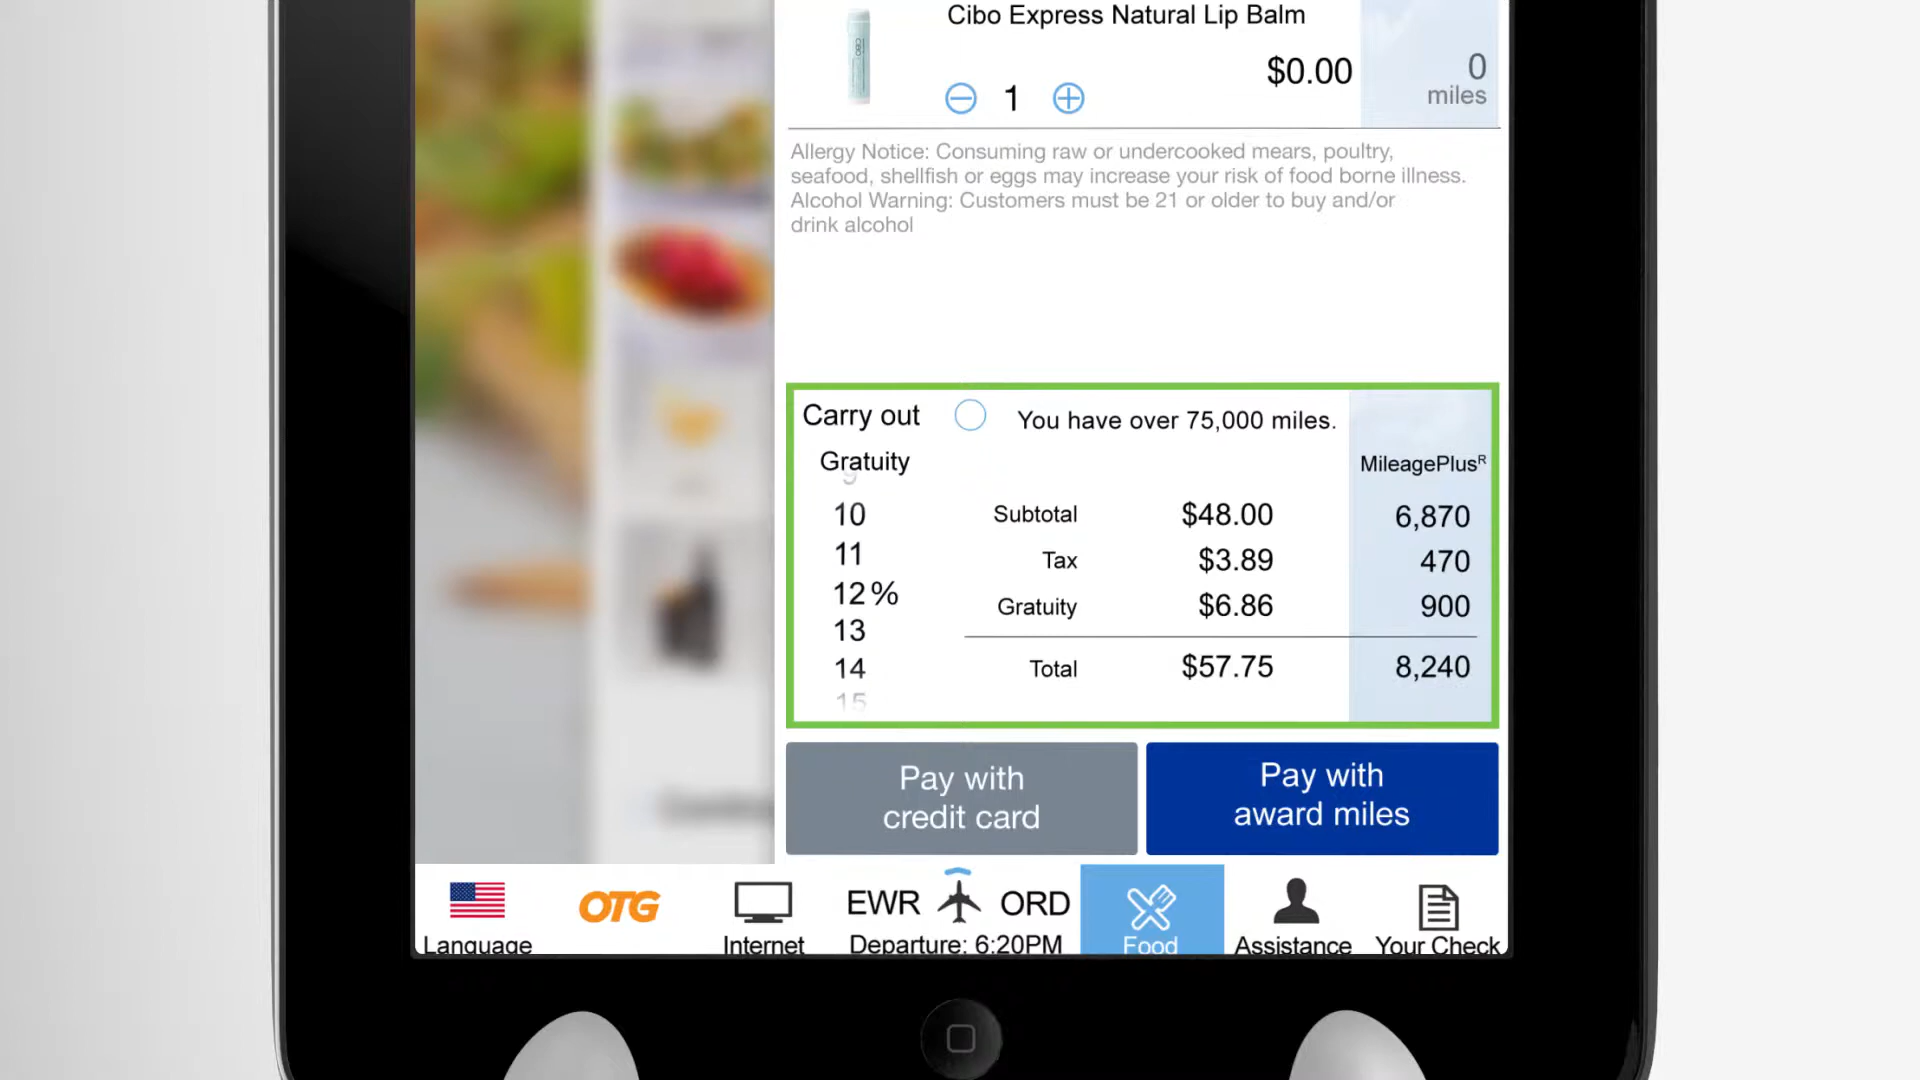 Cibo Express Natural Lip Balm
$0.00
0
miles
1
Allergy Notice: Consuming raw or undercooked mears, poultry,
seafood, shellfish or eggs may increase your risk of food borne illness.
Alcohol Warning: Customers must be 21 or older to buy and/or
drink alcohol
Carry out
You have over 75,000 miles.
Gratuity
MileagePlusᴿ
9
10
11
12%
13
14
15
Subtotal $48.00 6,870
Tax $3.89 470
Gratuity $6.86 900
Total $57.75 8,240
Pay with
credit card
Pay with
award miles
Language
OTG
Internet
EWR ORD
Departure: 6:20PM
Food
Assistance
Your Check